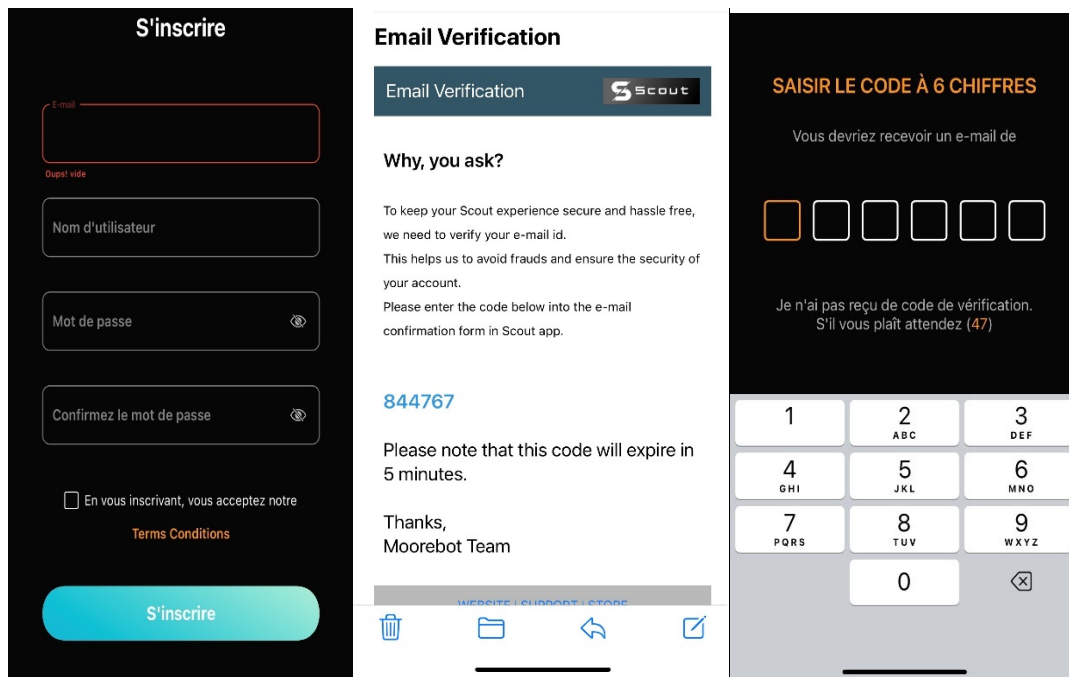 S'inscrire
E-mail
Oups! vide
Nom d'utilisateur
Mot de passe
Confirmez le mot de passe
En vous inscrivant, vous acceptez notre
Terms Conditions
S'inscrire
Email Verification
Email Verification
Scout
Why, you ask?
To keep your Scout experience secure and hassle free,
we need to verify your e-mail id.
This helps us to avoid frauds and ensure the security of
your account.
Please enter the code below into the e-mail
confirmation form in Scout app.
844767
Please note that this code will expire in
5 minutes.
Thanks,
Moorebot Team
WEBSITE | SUPPORT | STORE
SAISIR LE CODE À 6 CHIFFRES
Vous devriez recevoir un e-mail de
Je n'ai pas reçu de code de vérification.
S'il vous plaît attendez (47)
1 2 3
ABC DEF
4 5 6
GHI JKL MNO
7 8 9
PQRS TUV WXYZ
0